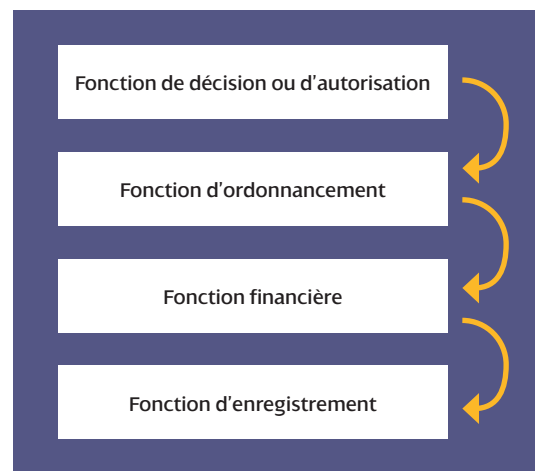 Fonction de décision ou d'autorisation
Fonction d'ordonnancement
Fonction financière
Fonction d'enregistrement